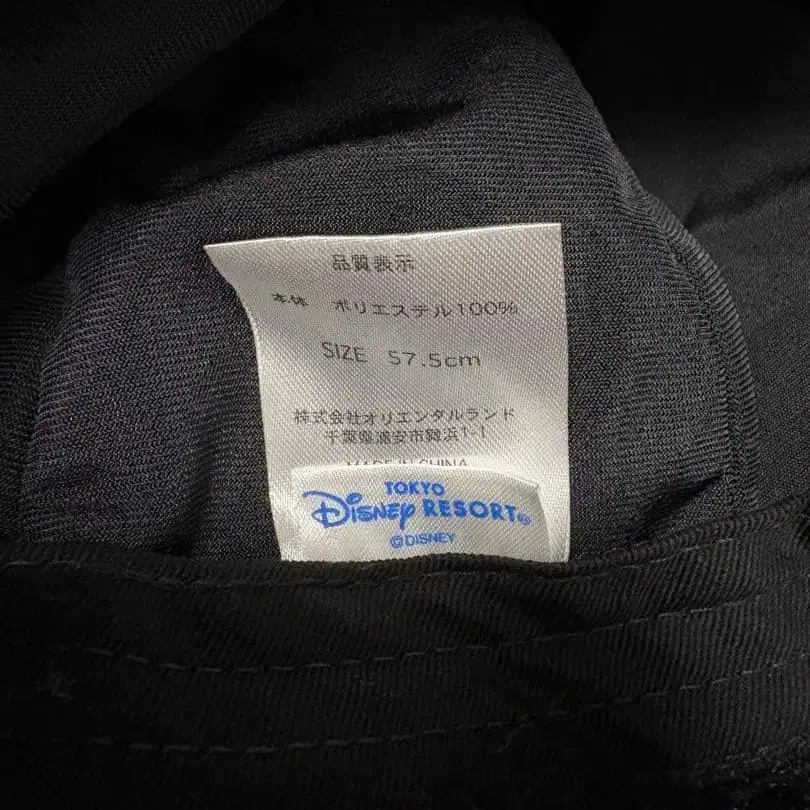 品質表示
本体 ポリエステル100%
SIZE 57.5cm
株式会社オリエンタルランド
千葉県浦安市舞浜1-1
MADE IN CHINA
TOKYO
Disney RESORT®
©DISNEY